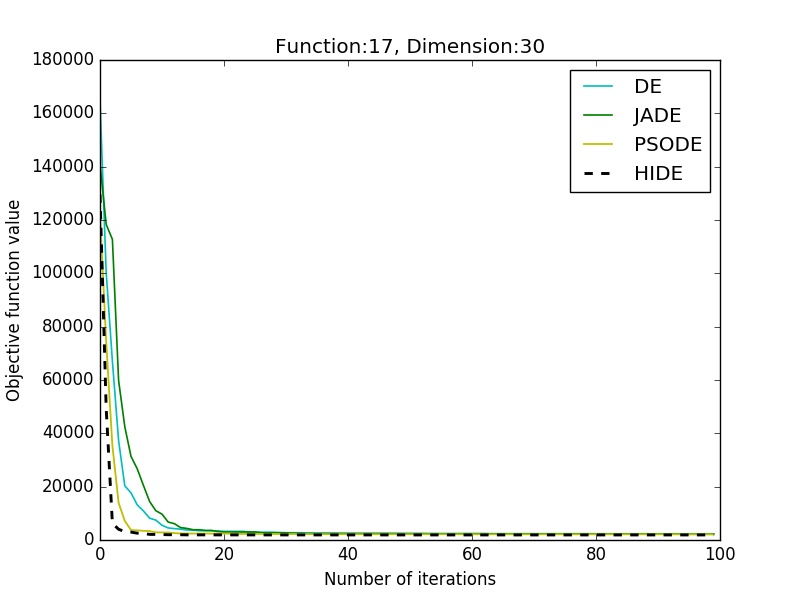 Function:17, Dimension:30
180000
160000
140000
120000
100000
80000
60000
40000
20000
0
Objective function value
DE
JADE
PSODE
HIDE
0 20 40 60 80 100
Number of iterations